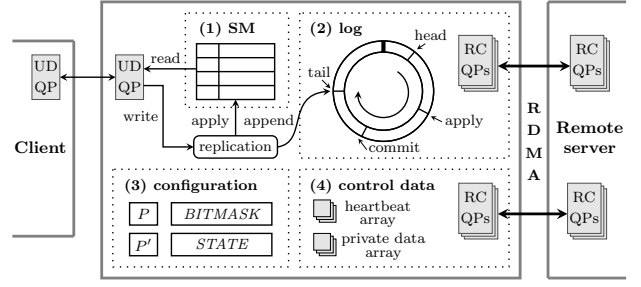 (1) SM
(2) log
UD
QP
UD
QP
read
write
apply
append
replication
head
tail
apply
commit
RC
QPs
RC
QPs
Client
R
D
M
A
Remote
server
(3) configuration
P
BITMASK
P′
STATE
(4) control data
heartbeat
array
private data
array
RC
QPs
RC
QPs